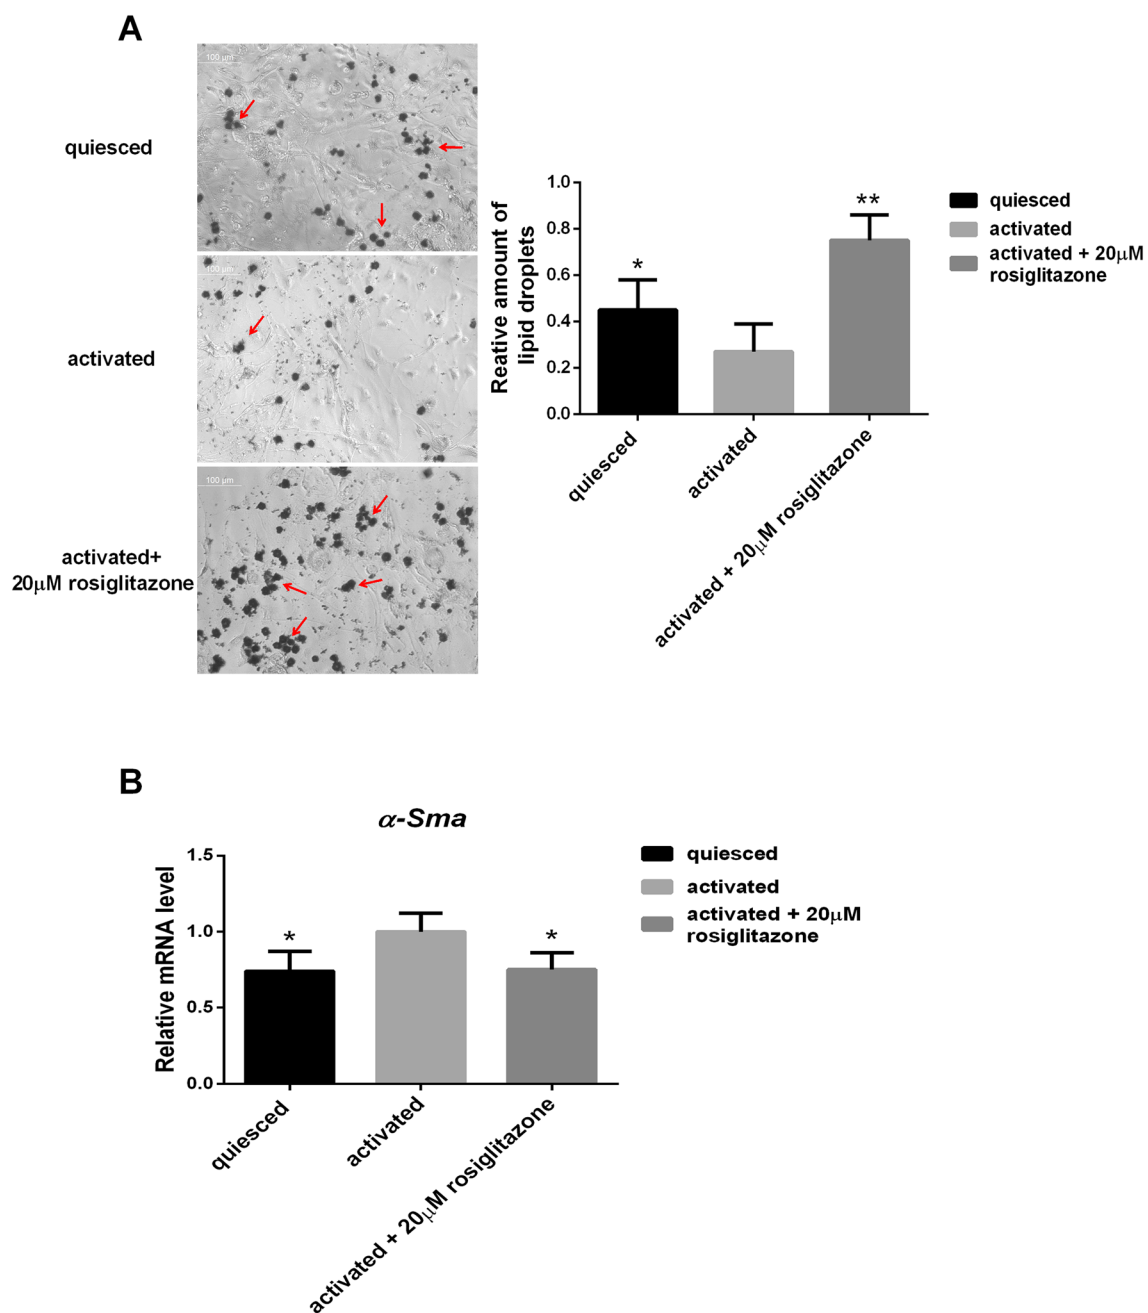 A
100 µm
quiesced
100 µm
activated
100 µm
activated+
20µM rosiglitazone
Reative amount of
lipid droplets
1.0
0.8
0.6
0.4
0.2
0.0
*
**
quiesced
activated
activated + 20µM rosiglitazone
quiesced
activated
activated + 20µM
rosiglitazone
B
α-Sma
Relative mRNA level
1.5
1.0
0.5
0.0
*
*
quiesced
activated
activated + 20µM rosiglitazone
quiesced
activated
activated + 20µM
rosiglitazone